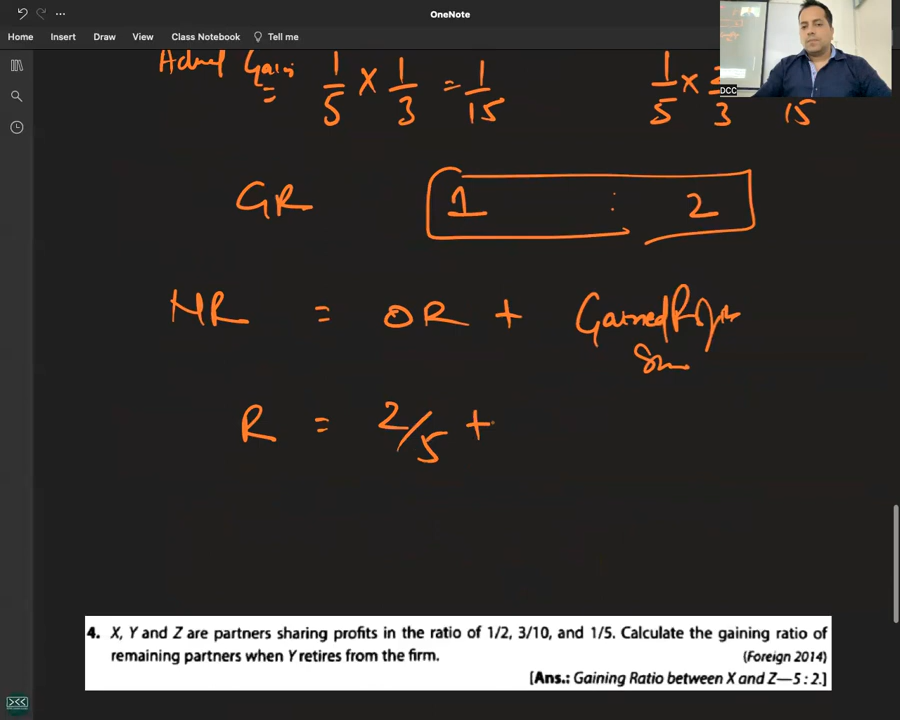 OneNote
Home Insert Draw View Class Notebook Tell me
DCC
Actual Gain = 1/5 × 1/3 = 1/15 1/5 × 2/3 15
GR 1 : 2
NR = OR + Gained
R = 2/5 +
4. X, Y and Z are partners sharing profits in the ratio of 1/2, 3/10, and 1/5. Calculate the gaining ratio of
remaining partners when Y retires from the firm. (Foreign 2014)
[Ans.: Gaining Ratio between X and Z—5 : 2.]